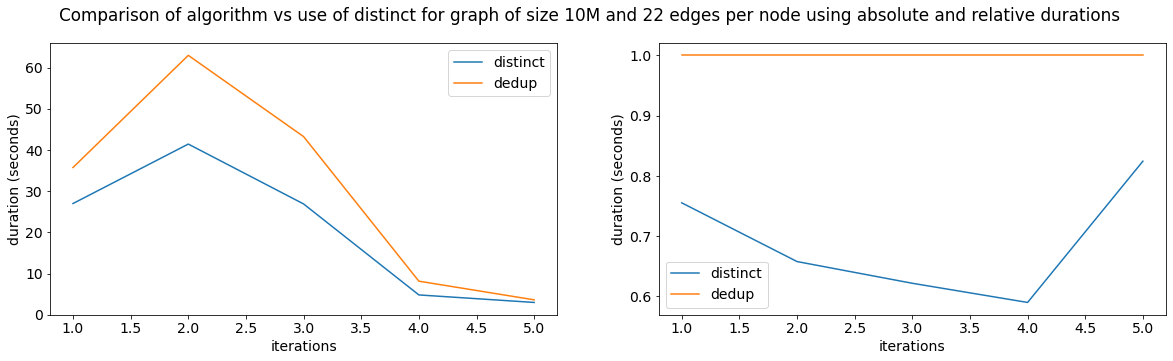 Comparison of algorithm vs use of distinct for graph of size 10M and 22 edges per node using absolute and relative durations
duration (seconds)
60
50
40
30
20
10
0
distinct
dedup
1.0 1.5 2.0 2.5 3.0 3.5 4.0 4.5 5.0
iterations
duration (seconds)
1.0
0.9
0.8
0.7
0.6
distinct
dedup
1.0 1.5 2.0 2.5 3.0 3.5 4.0 4.5 5.0
iterations